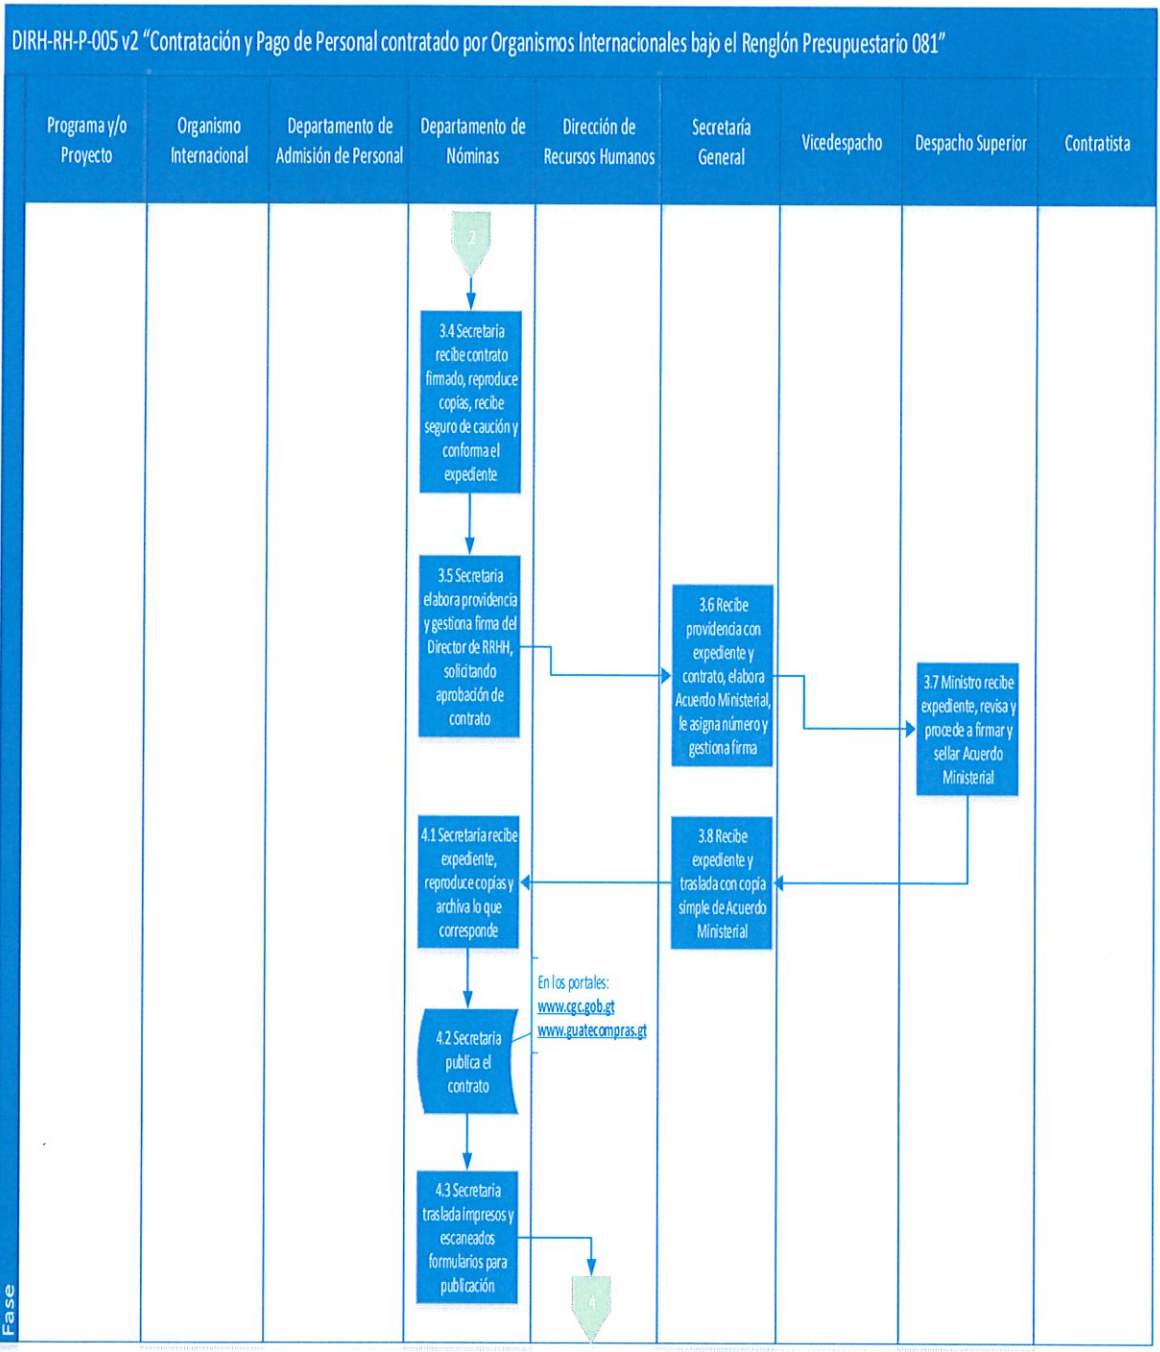 DIRH-RH-P-005 v2 “Contratación y Pago de Personal contratado por Organismos Internacionales bajo el Renglón Presupuestario 081”
Programa y/o
Proyecto
Organismo
Internacional
Departamento de
Admisión de Personal
Departamento de
Nóminas
Dirección de
Recursos Humanos
Secretaría
General
Vicedespacho
Despacho Superior
Contratista
2
3.4 Secretaria
recibe contrato
firmado, reproduce
copias, recibe
seguro de caución y
conforma el
expediente
3.5 Secretaria
elabora providencia
y gestiona firma del
Director de RRHH,
solicitando
aprobación de
contrato
3.6 Recibe
providencia con
expediente y
contrato, elabora
Acuerdo Ministerial,
le asigna número y
gestiona firma
3.7 Ministro recibe
expediente, revisa y
procede a firmar y
sellar Acuerdo
Ministerial
3.8 Recibe
expediente y
traslada con copia
simple de Acuerdo
Ministerial
4.1 Secretaria recibe
expediente,
reproduce copias y
archiva lo que
corresponde
En los portales:
www.cgc.gob.gt
www.guatecompras.gt
4.2 Secretaria
publica el
contrato
4.3 Secretaria
traslada impresos y
escaneados
formularios para
publicación
4
Fase